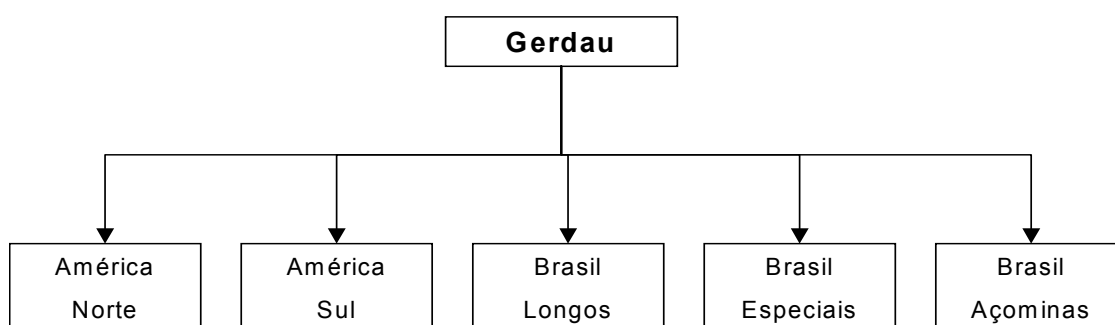 Gerdau
América
Norte
América
Sul
Brasil
Longos
Brasil
Especiais
Brasil
Açominas